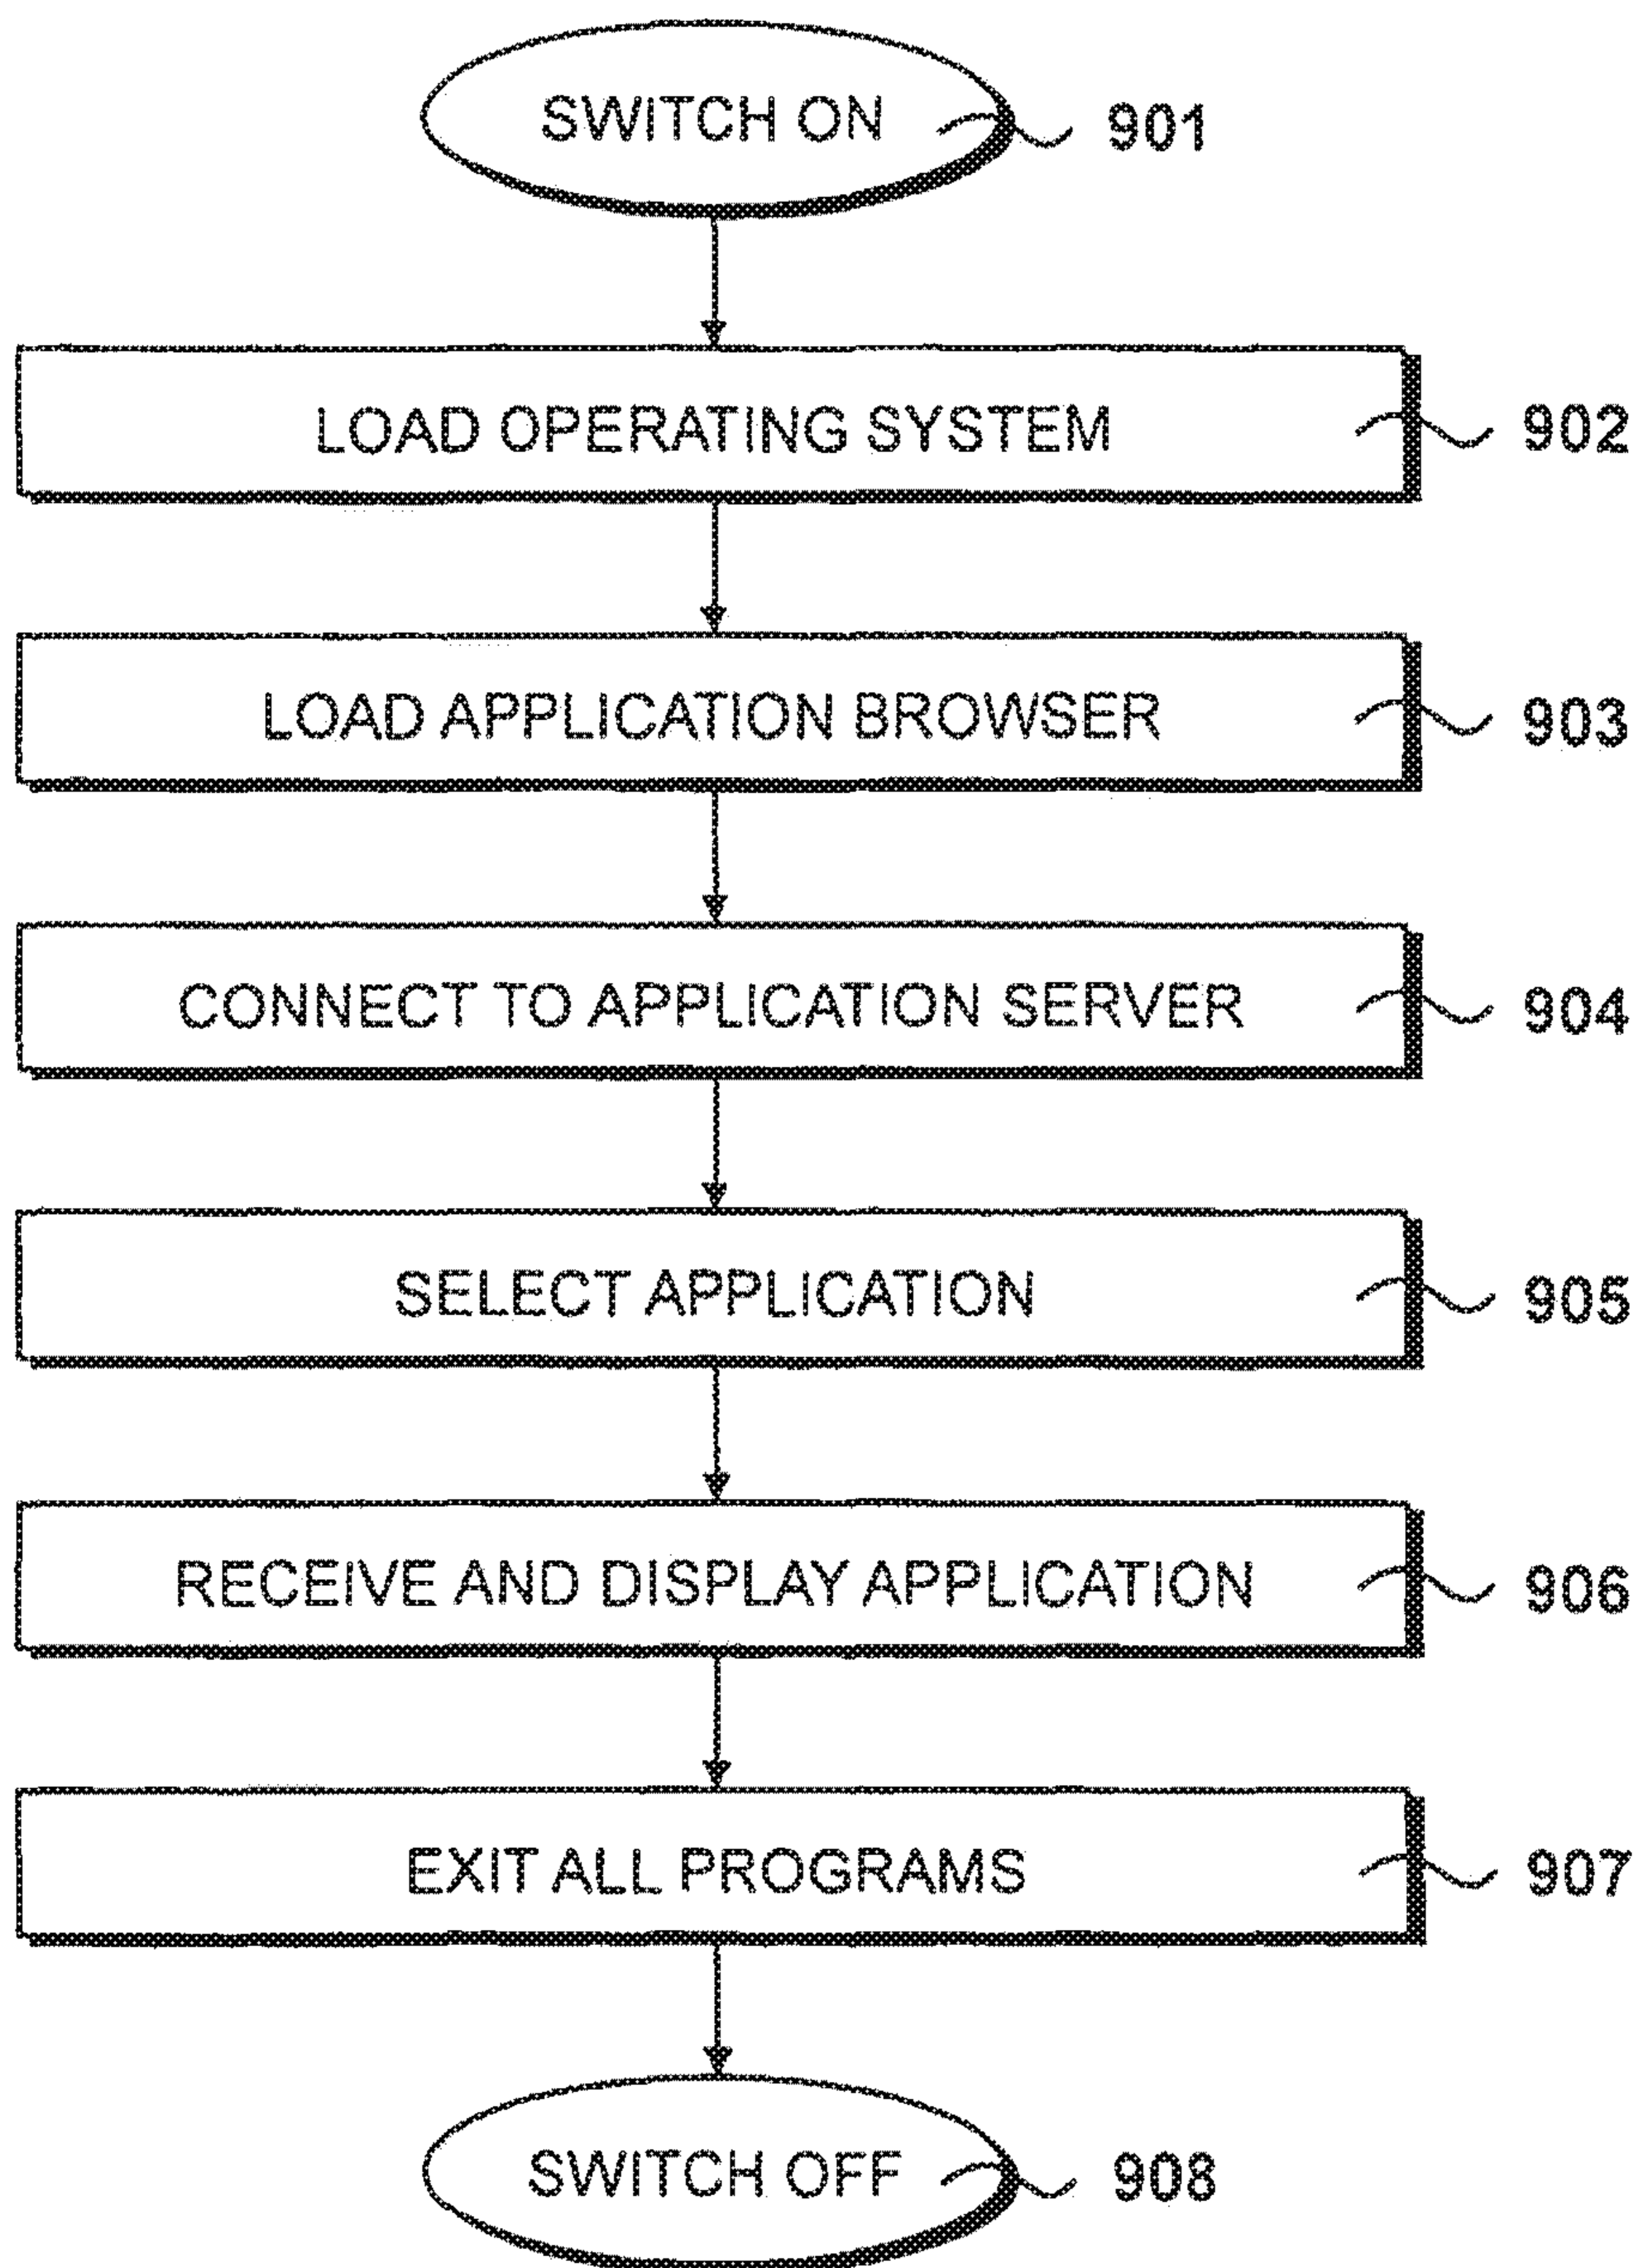 SWITCH ON 901
LOAD OPERATING SYSTEM 902
LOAD APPLICATION BROWSER 903
CONNECT TO APPLICATION SERVER 904
SELECT APPLICATION 905
RECEIVE AND DISPLAY APPLICATION 906
EXIT ALL PROGRAMS 907
SWITCH OFF 908